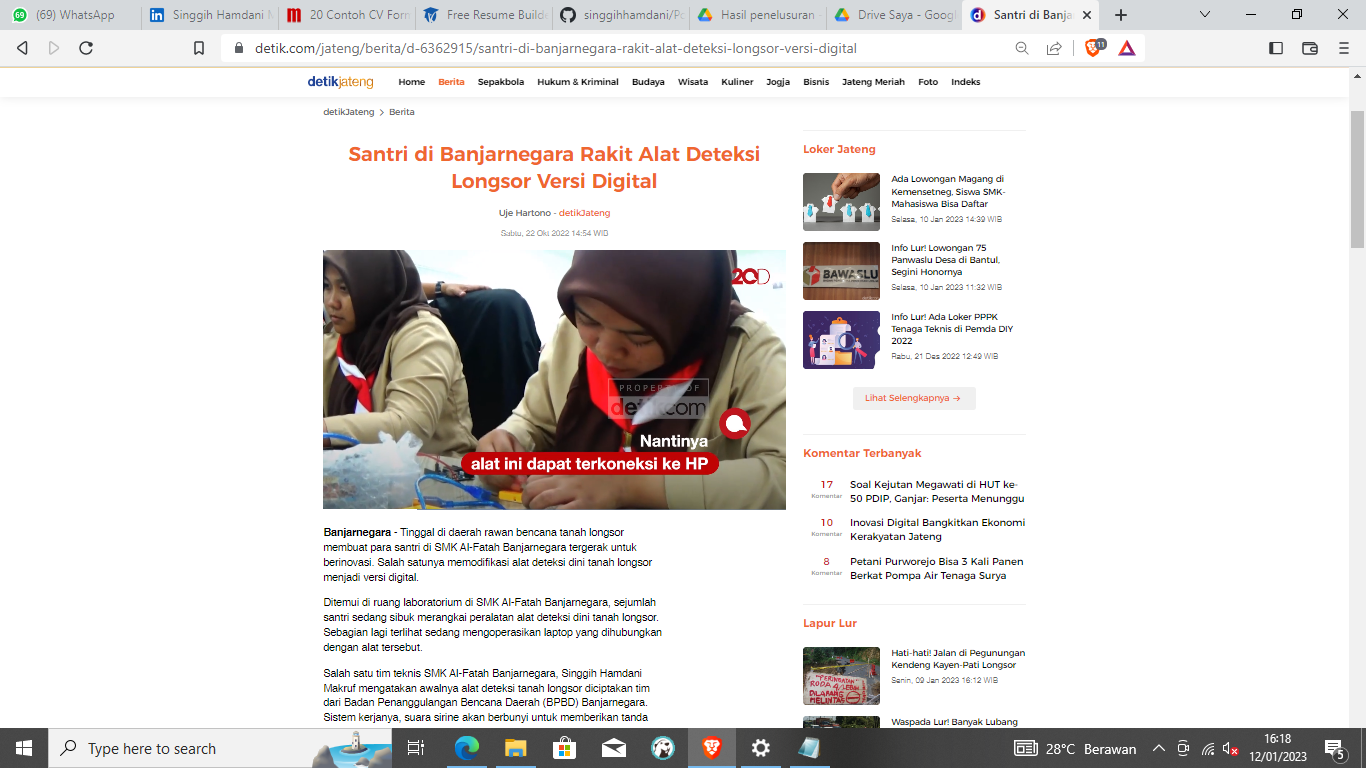 (69) WhatsApp
Singgih Hamdani M
20 Contoh CV Form
Free Resume Builde
singgihhamdani/Po
Hasil penelusuran -
Drive Saya - Googl
Santri di Banja
detik.com/jateng/berita/d-6362915/santri-di-banjarnegara-rakit-alat-deteksi-longsor-versi-digital
11
detikjateng
Home Berita Sepakbola Hukum & Kriminal Budaya Wisata Kuliner Jogja Bisnis Jateng Meriah Foto Indeks
detikJateng > Berita
Santri di Banjarnegara Rakit Alat Deteksi
Longsor Versi Digital
Uje Hartono - detikJateng
Sabtu, 22 Okt 2022 14:54 WIB
20D
PROPERTY OF
detikcom
Nantinya
alat ini dapat terkoneksi ke HP
Banjarnegara - Tinggal di daerah rawan bencana tanah longsor
membuat para santri di SMK Al-Fatah Banjarnegara tergerak untuk
berinovasi. Salah satunya memodifikasi alat deteksi dini tanah longsor
menjadi versi digital.
Ditemui di ruang laboratorium di SMK Al-Fatah Banjarnegara, sejumlah
santri sedang sibuk merangkai peralatan alat deteksi dini tanah longsor.
Sebagian lagi terlihat sedang mengoperasikan laptop yang dihubungkan
dengan alat tersebut.
Salah satu tim teknis SMK Al-Fatah Banjarnegara, Singgih Hamdani
Makruf mengatakan awalnya alat deteksi tanah longsor diciptakan tim
dari Badan Penanggulangan Bencana Daerah (BPBD) Banjarnegara.
Sistem kerjanya, suara sirine akan berbunyi untuk memberikan tanda
Loker Jateng
Ada Lowongan Magang di
Kemensetneg, Siswa SMK-
Mahasiswa Bisa Daftar
Selasa, 10 Jan 2023 14:39 WIB
BAWASLU
Info Lur! Lowongan 75
Panwaslu Desa di Bantul,
Segini Honornya
Selasa, 10 Jan 2023 11:32 WIB
Info Lur! Ada Loker PPPK
Tenaga Teknis di Pemda DIY
2022
Rabu, 21 Des 2022 12:49 WIB
Lihat Selengkapnya →
Komentar Terbanyak
17
Komentar
Soal Kejutan Megawati di HUT ke-
50 PDIP, Ganjar: Peserta Menunggu
10
Komentar
Inovasi Digital Bangkitkan Ekonomi
Kerakyatan Jateng
8
Komentar
Petani Purworejo Bisa 3 Kali Panen
Berkat Pompa Air Tenaga Surya
Lapur Lur
"PERINGATAN"
RODA 4/LEBIH
DILARANG
MELINTAS
Hati-hati! Jalan di Pegunungan
Kendeng Kayen-Pati Longsor
Senin, 09 Jan 2023 16:12 WIB
Waspada Lur! Banyak Lubang
Type here to search
28°C Berawan
16:18
12/01/2023
5